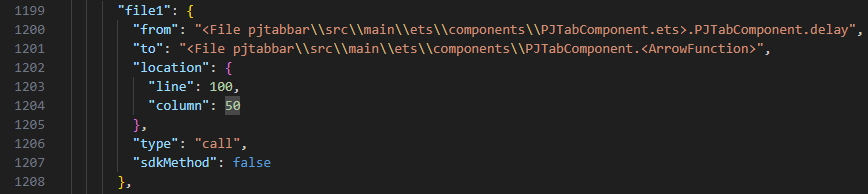 1199 "file1": {
1200 "from": "<File pjtabbar\\src\\main\\ets\\components\\PJTabComponent.ets>.PJTabComponent.delay",
1201 "to": "<File pjtabbar\\src\\main\\ets\\components\\PJTabComponent.<ArrowFunction>",
1202 "location": {
1203 "line": 100,
1204 "column": 50
1205 },
1206 "type": "call",
1207 "sdkMethod": false
1208 },